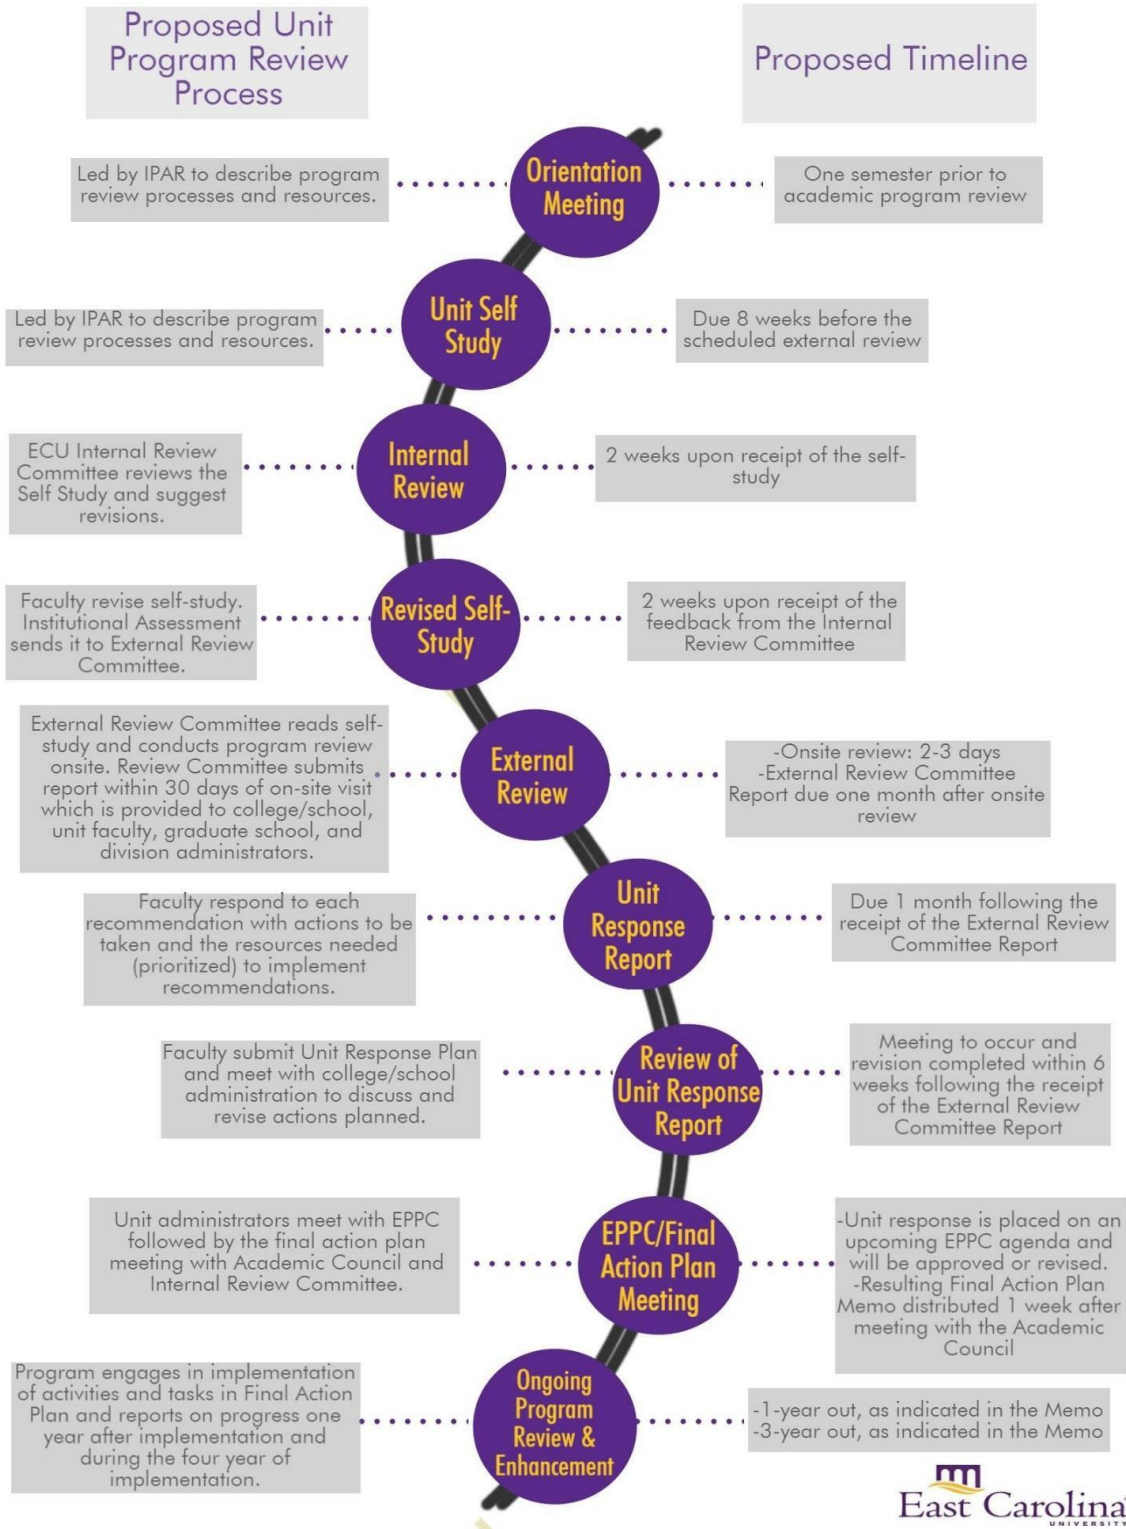 Proposed Unit
Program Review
Process
Proposed Timeline
Led by IPAR to describe program
review processes and resources.
Orientation
Meeting
One semester prior to
academic program review
Led by IPAR to describe program
review processes and resources.
Unit Self
Study
Due 8 weeks before the
scheduled external review
ECU Internal Review
Committee reviews the
Self Study and suggest
revisions.
Internal
Review
2 weeks upon receipt of the self-
study
Faculty revise self-study.
Institutional Assessment
sends it to External Review
Committee.
Revised Self-
Study
2 weeks upon receipt of the
feedback from the Internal
Review Committee
External Review Committee reads self-
study and conducts program review
onsite. Review Committee submits
report within 30 days of on-site visit
which is provided to college/school,
unit faculty, graduate school, and
division administrators.
External
Review
-Onsite review: 2-3 days
-External Review Committee
Report due one month after onsite
review
Faculty respond to each
recommendation with actions to be
taken and the resources needed
(prioritized) to implement
recommendations.
Unit
Response
Report
Due 1 month following the
receipt of the External Review
Committee Report
Faculty submit Unit Response Plan
and meet with college/school
administration to discuss and
revise actions planned.
Review of
Unit Response
Report
Meeting to occur and
revision completed within 6
weeks following the receipt
of the External Review
Committee Report
Unit administrators meet with EPPC
followed by the final action plan
meeting with Academic Council and
Internal Review Committee.
EPPC/Final
Action Plan
Meeting
-Unit response is placed on an
upcoming EPPC agenda and
will be approved or revised.
-Resulting Final Action Plan
Memo distributed 1 week after
meeting with the Academic
Council
Program engages in implementation
of activities and tasks in Final Action
Plan and reports on progress one
year after implementation and
during the four year of
implementation.
Ongoing
Program
Review &
Enhancement
-1-year out, as indicated in the Memo
-3-year out, as indicated in the Memo
East Carolina
UNIVERSITY